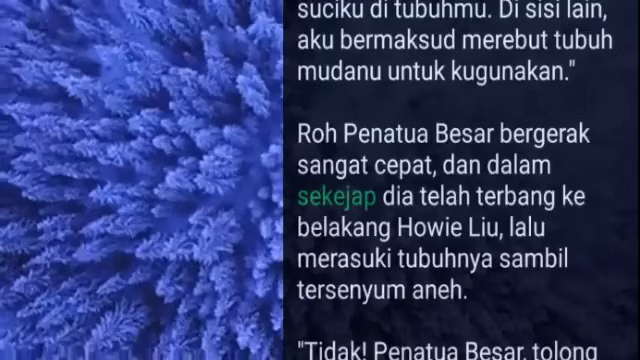 suciku di tubuhmu. Di sisi lain,
aku bermaksud merebut tubuh
mudanu untuk kugunakan."
Roh Penatua Besar bergerak
sangat cepat, dan dalam
sekejap dia telah terbang ke
belakang Howie Liu, lalu
merasuki tubuhnya sambil
tersenyum aneh.
"Tidak! Penatua Besar, tolong